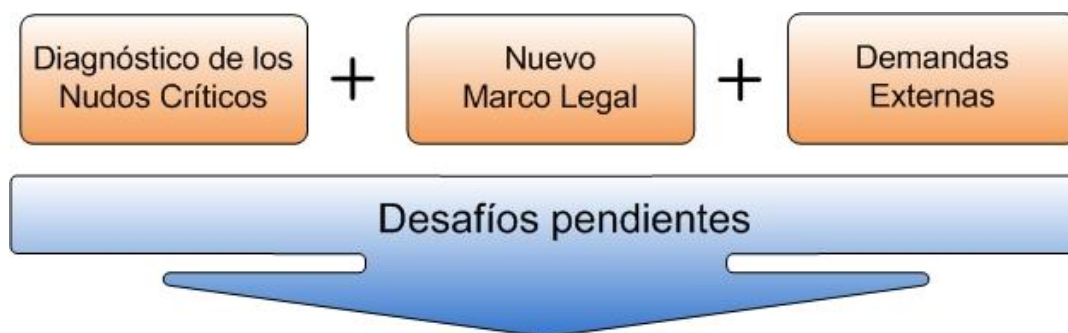 Diagnóstico de los
Nudos Críticos
+
Nuevo
Marco Legal
+
Demandas
Externas
Desafíos pendientes